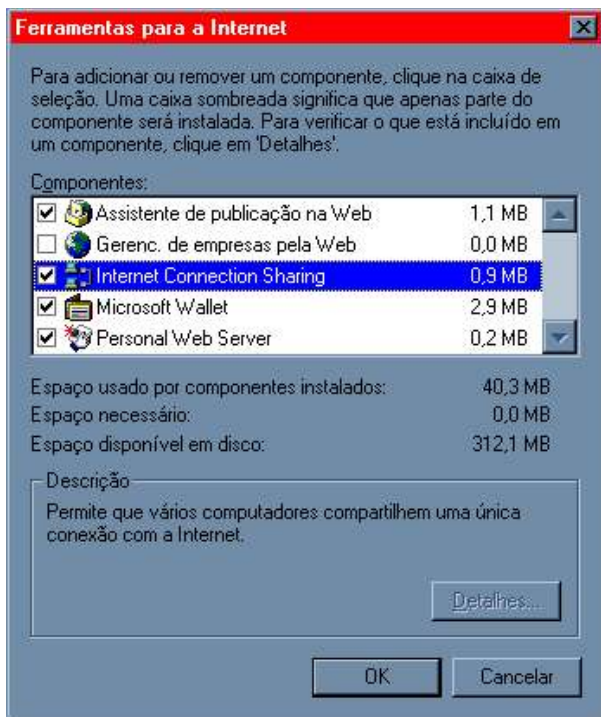 Ferramentas para a Internet
Para adicionar ou remover um componente, clique na caixa de
seleção. Uma caixa sombreada significa que apenas parte do
componente será instalada. Para verificar o que está incluído em
um componente, clique em 'Detalhes'.
Componentes:
Assistente de publicação na Web 1,1 MB
Gerenc. de empresas pela Web 0,0 MB
Internet Connection Sharing 0,9 MB
Microsoft Wallet 2,9 MB
Personal Web Server 0,2 MB
Espaço usado por componentes instalados: 40,3 MB
Espaço necessário: 0,0 MB
Espaço disponível em disco: 312,1 MB
Descrição
Permite que vários computadores compartilhem uma única
conexão com a Internet.
Detalhes...
OK Cancelar